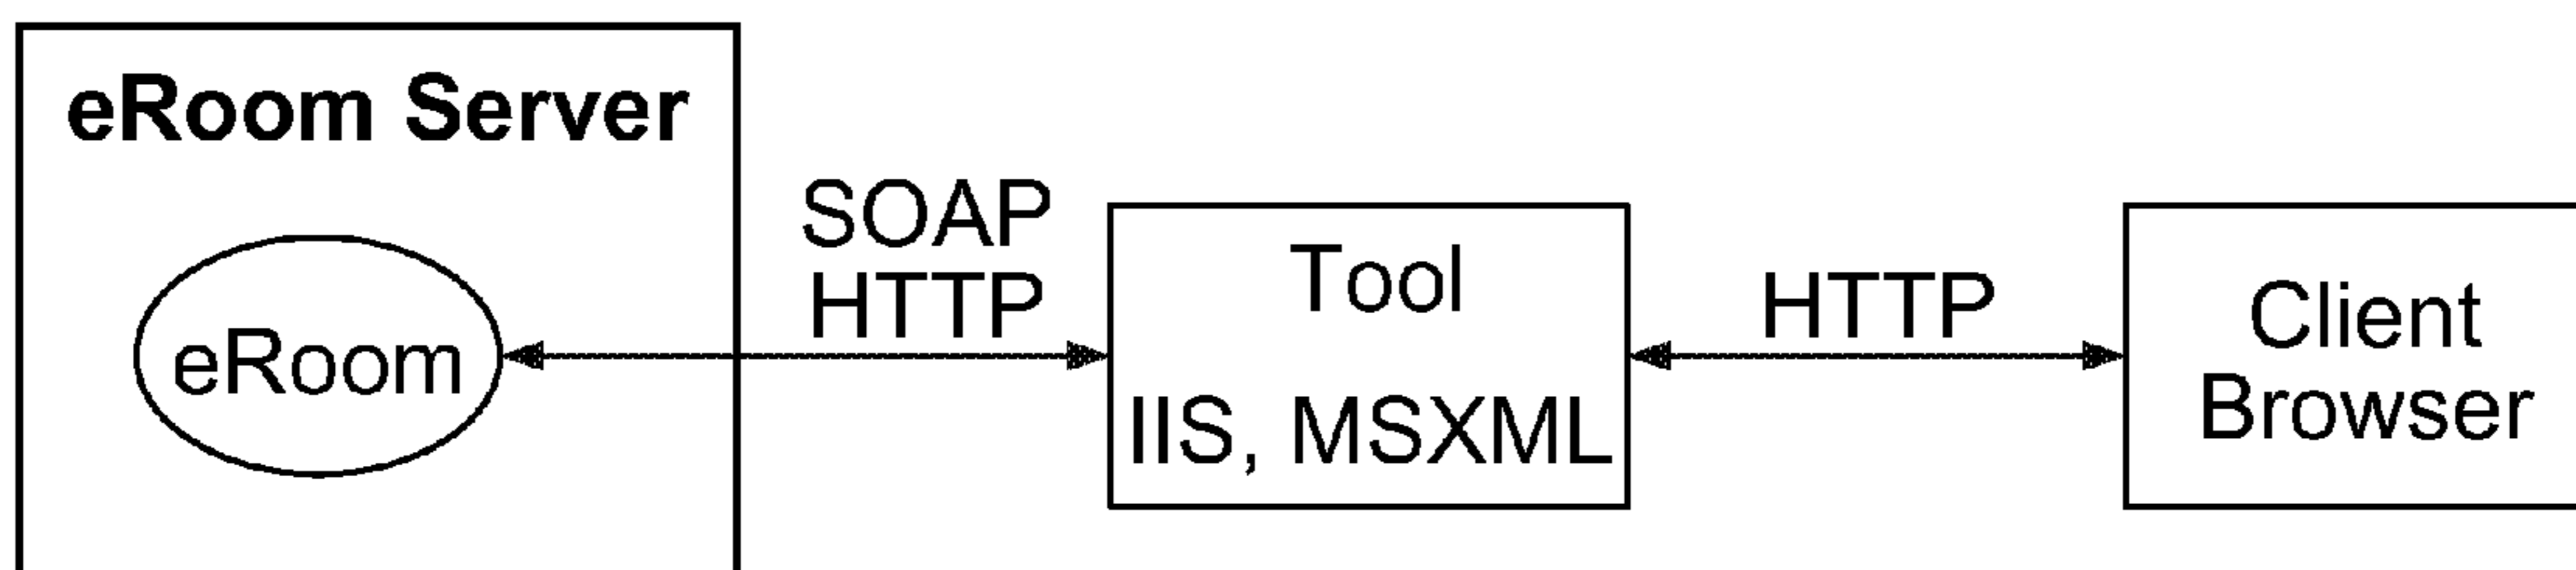 eRoom Server
eRoom
SOAP
HTTP
Tool
IIS, MSXML
HTTP
Client
Browser